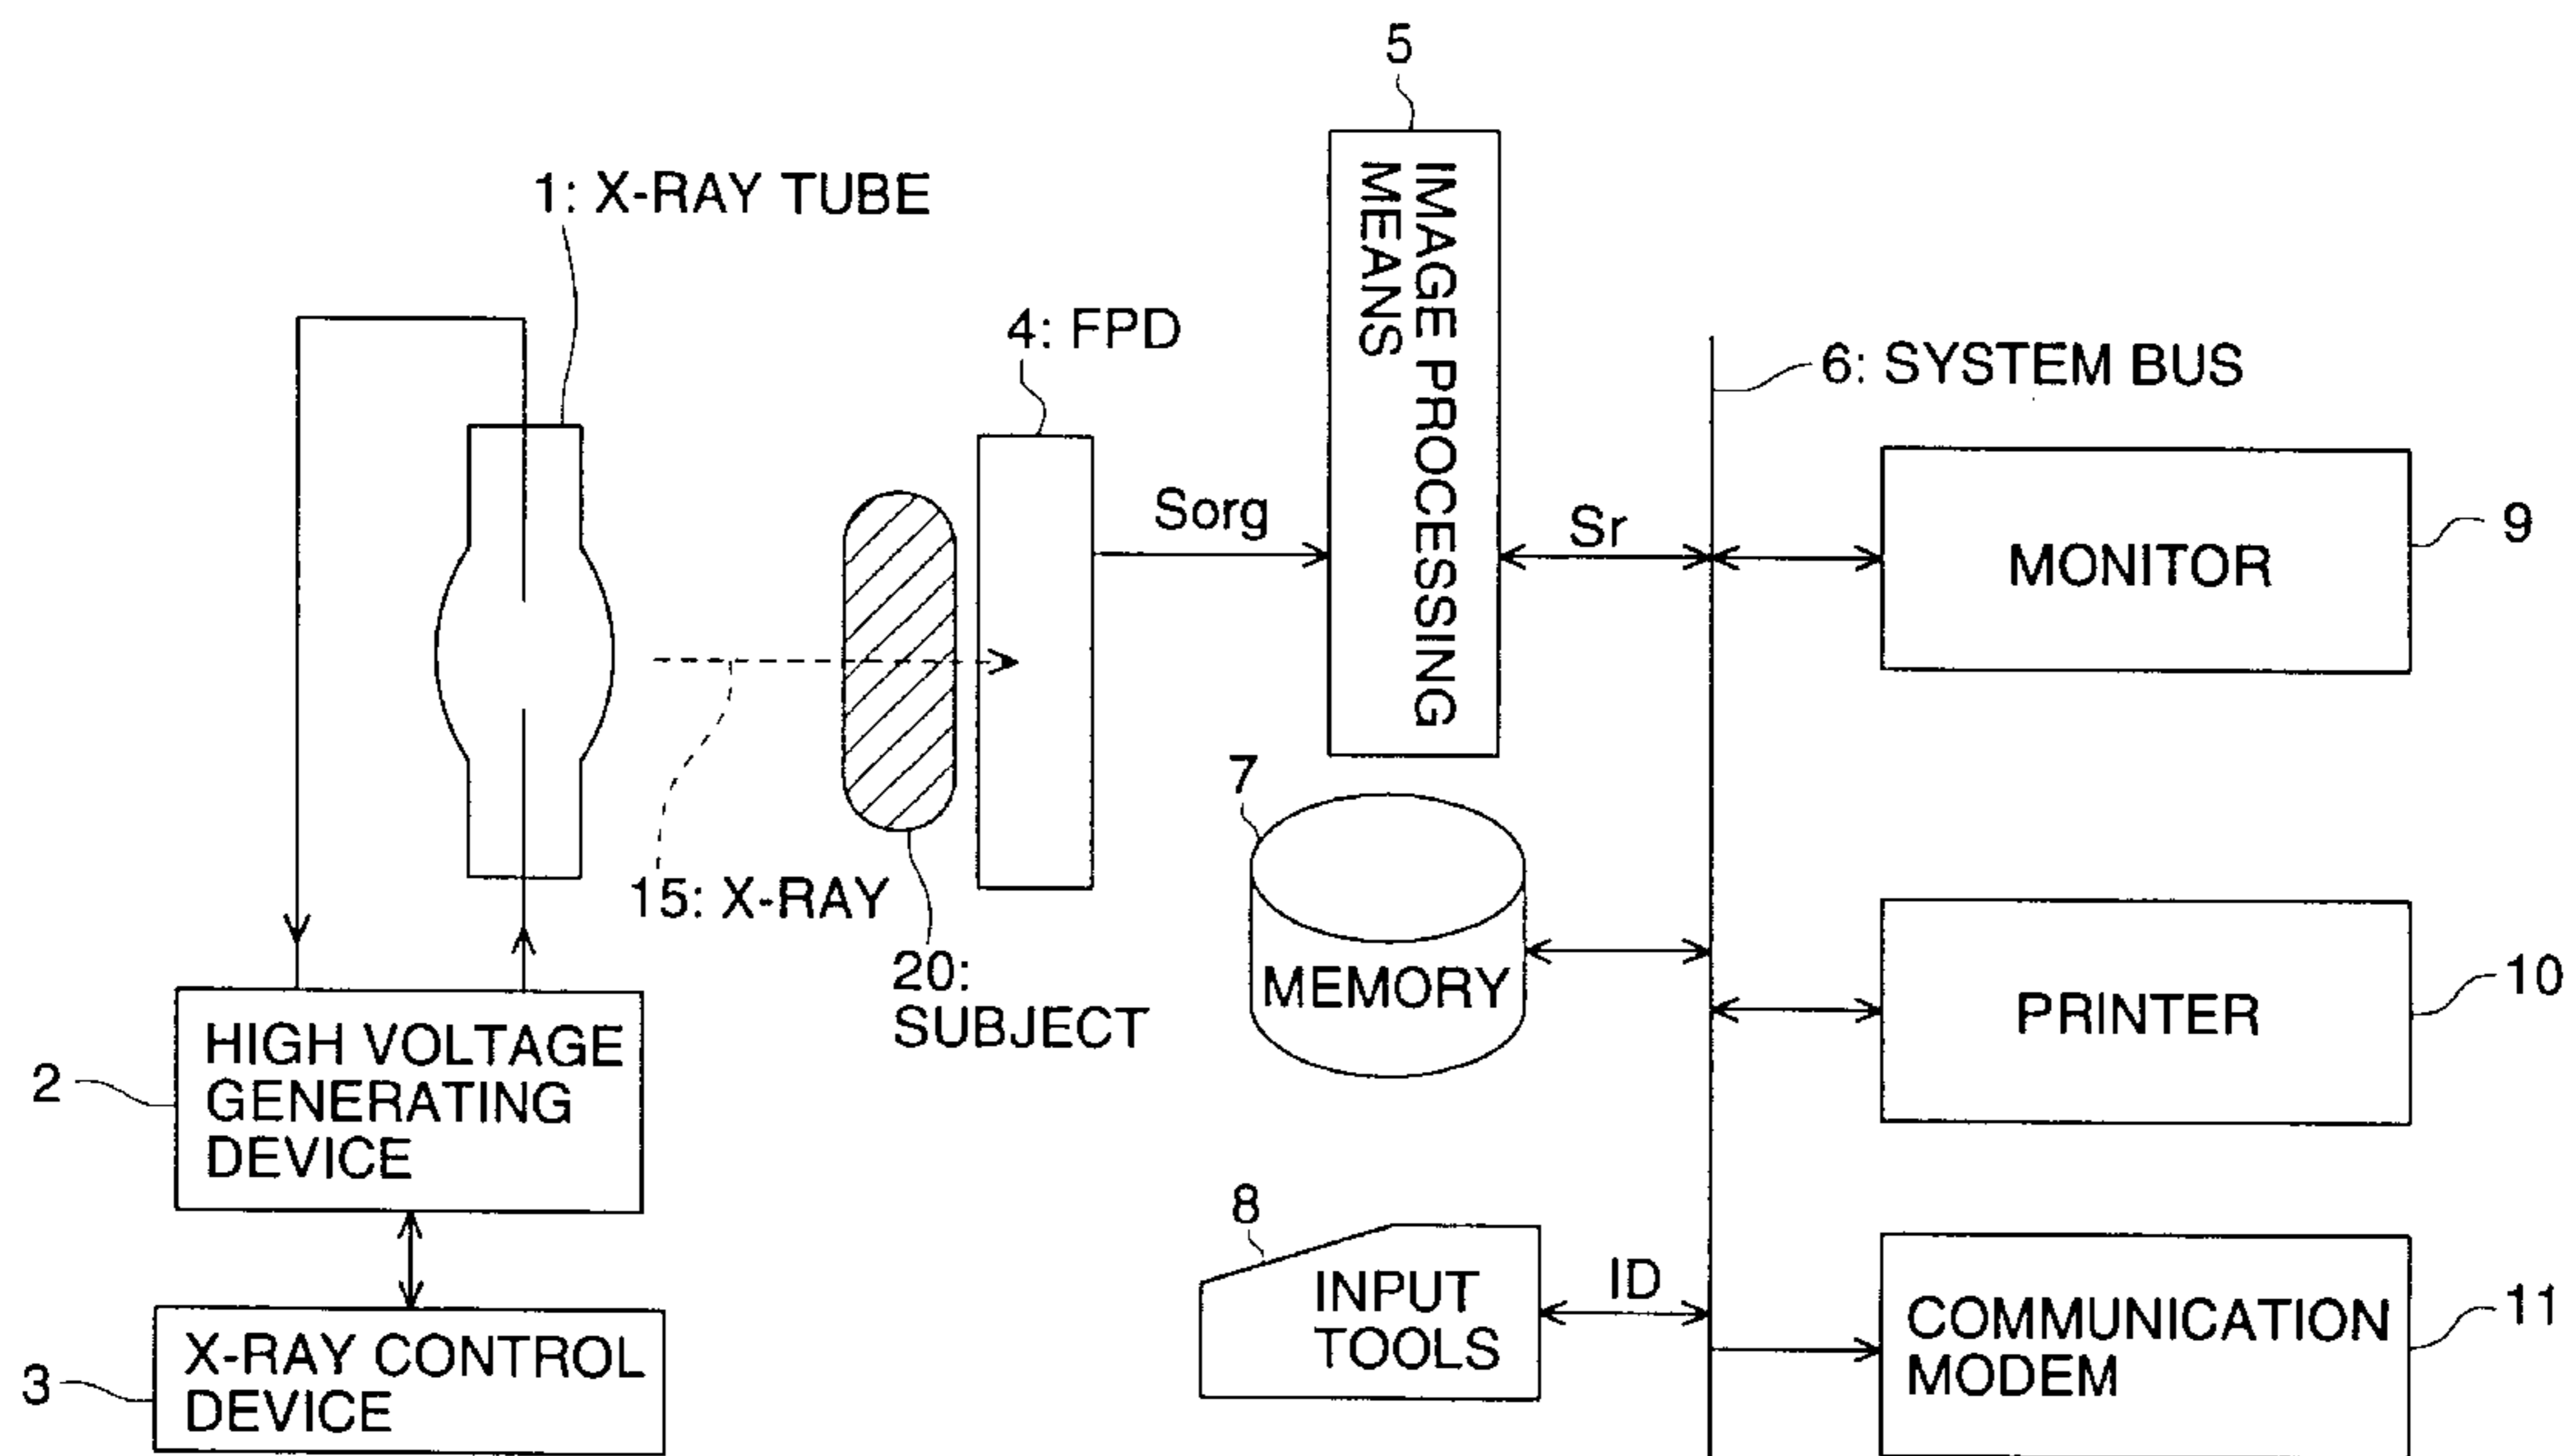 5
1: X-RAY TUBE
IMAGE PROCESSING
MEANS
4: FPD
6: SYSTEM BUS
Sorg
Sr
MONITOR
9
7
15: X-RAY
20:
SUBJECT
MEMORY
PRINTER
10
2
HIGH VOLTAGE
GENERATING
DEVICE
8
INPUT
TOOLS
ID
COMMUNICATION
MODEM
11
3
X-RAY CONTROL
DEVICE